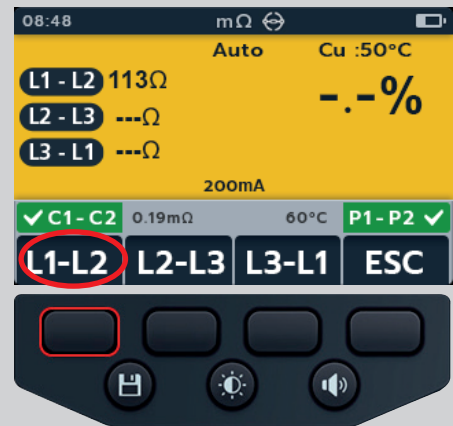 08:48 mΩ
Auto Cu :50°C
L1 - L2 113Ω
-.-%
L2 - L3 ---Ω
L3 - L1 ---Ω
200mA
✓ C1 - C2 0.19mΩ 60°C P1 - P2 ✓
L1-L2 L2-L3 L3-L1 ESC